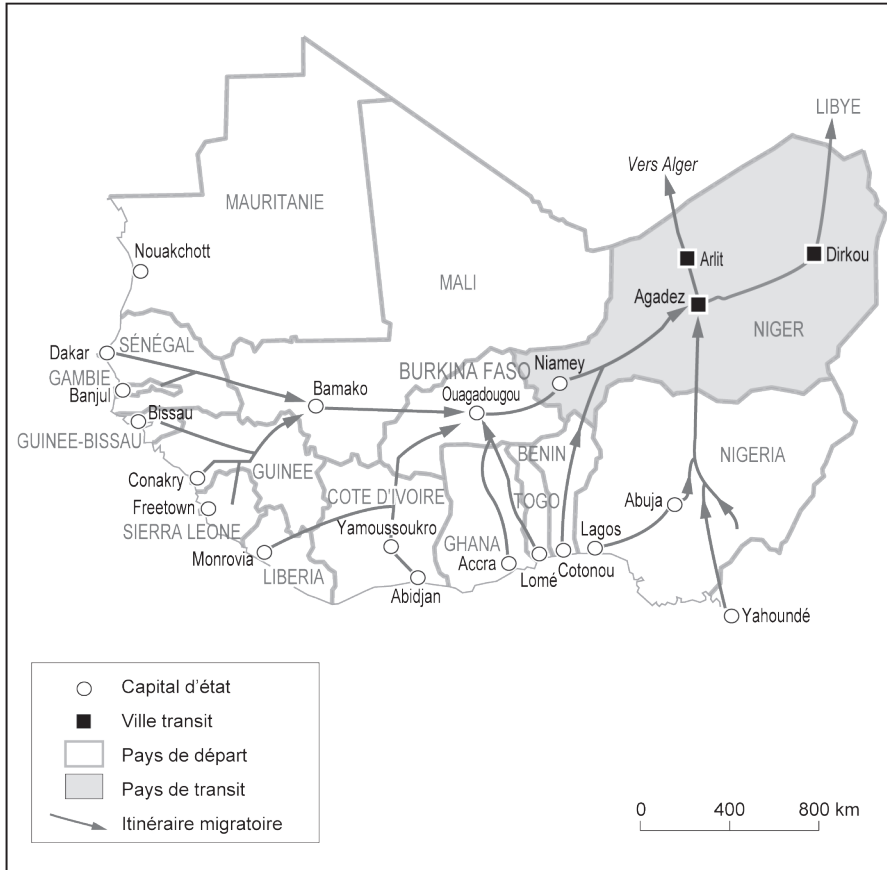 LIBYE
Vers Alger
MAURITANIE
Nouakchott
Arlit
Dirkou
MALI
Agadez
NIGER
Dakar
SÉNÉGAL
GAMBIE
Banjul
BURKINA FASO
Niamey
Bamako
Ouagadougou
Bissau
GUINEE-BISSAU
BENIN
NIGERIA
GUINEE
Conakry
COTE D'IVOIRE
TOGO
Abuja
Freetown
SIERRA LEONE
Yamoussoukro
Lagos
Monrovia
GHANA
Accra
LIBERIA
Lomé
Cotonou
Abidjan
Yahoundé
Capital d'état
Ville transit
Pays de départ
Pays de transit
Itinéraire migratoire
0 400 800 km